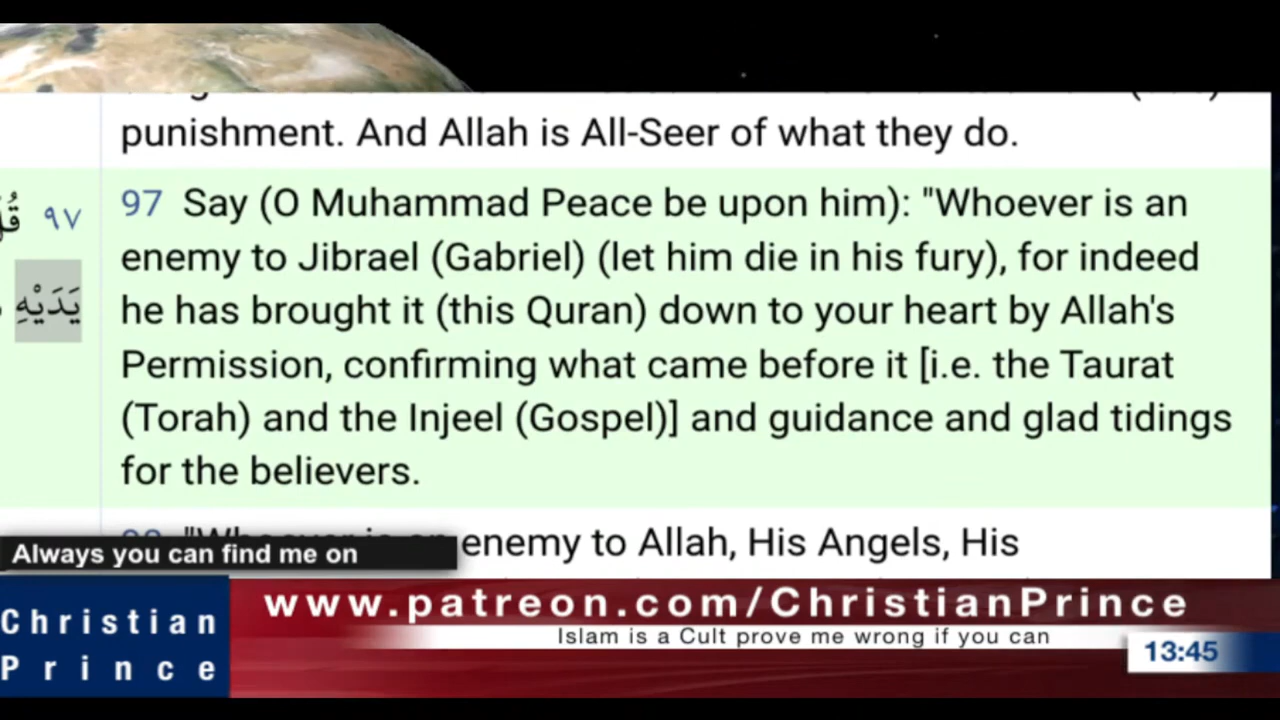 punishment. And Allah is All-Seer of what they do.
97 Say (O Muhammad Peace be upon him): "Whoever is an
enemy to Jibrael (Gabriel) (let him die in his fury), for indeed
he has brought it (this Quran) down to your heart by Allah's
Permission, confirming what came before it [i.e. the Taurat
(Torah) and the Injeel (Gospel)] and guidance and glad tidings
for the believers.
٩٧
يَدَيْهِ
enemy to Allah, His Angels, His
Always you can find me on
www.patreon.com/ChristianPrince
Islam is a Cult prove me wrong if you can
Christian
Prince
13:45